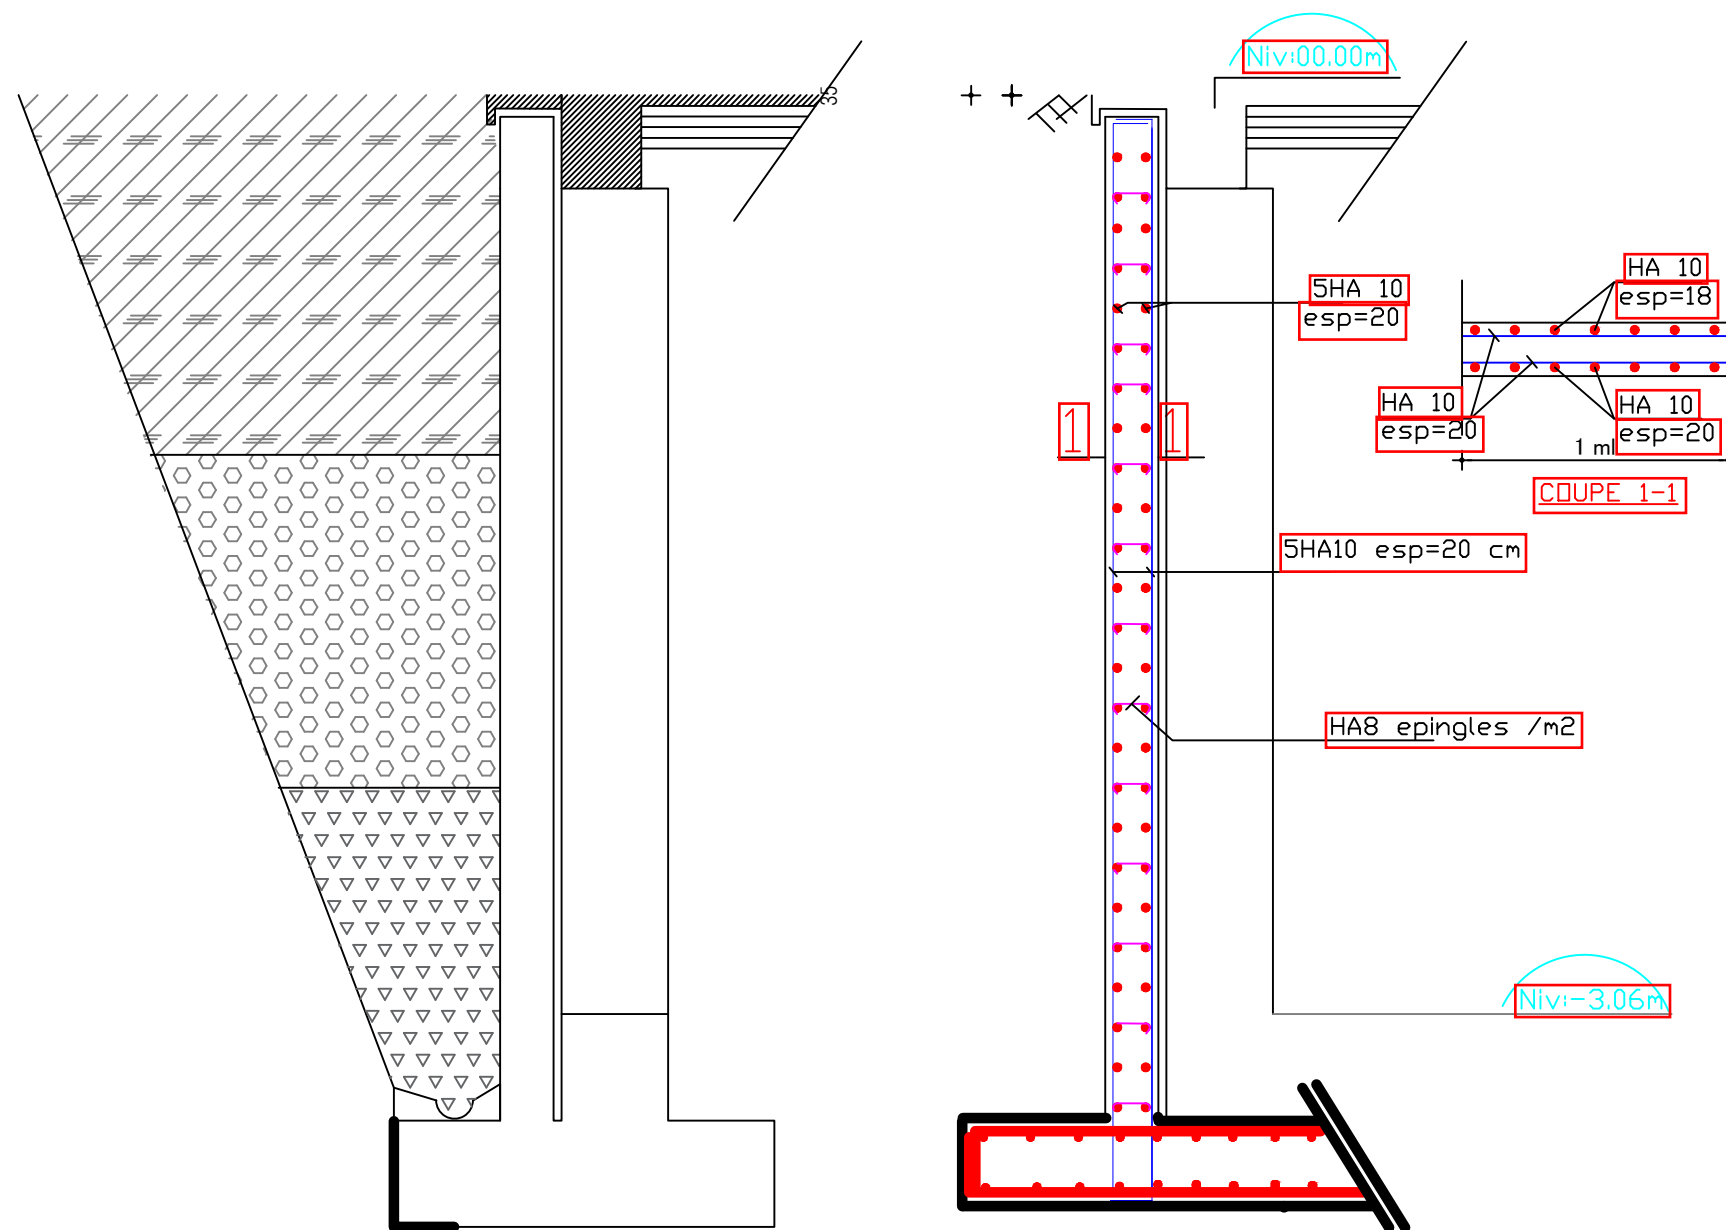 Niv:00.00m
35
HA 10
esp=18
5HA 10
esp=20
HA 10
esp=20
HA 10
esp=20
1 ml
1 1
COUPE 1-1
5HA10 esp=20 cm
HA8 epingles /m2
Niv:-3.06m